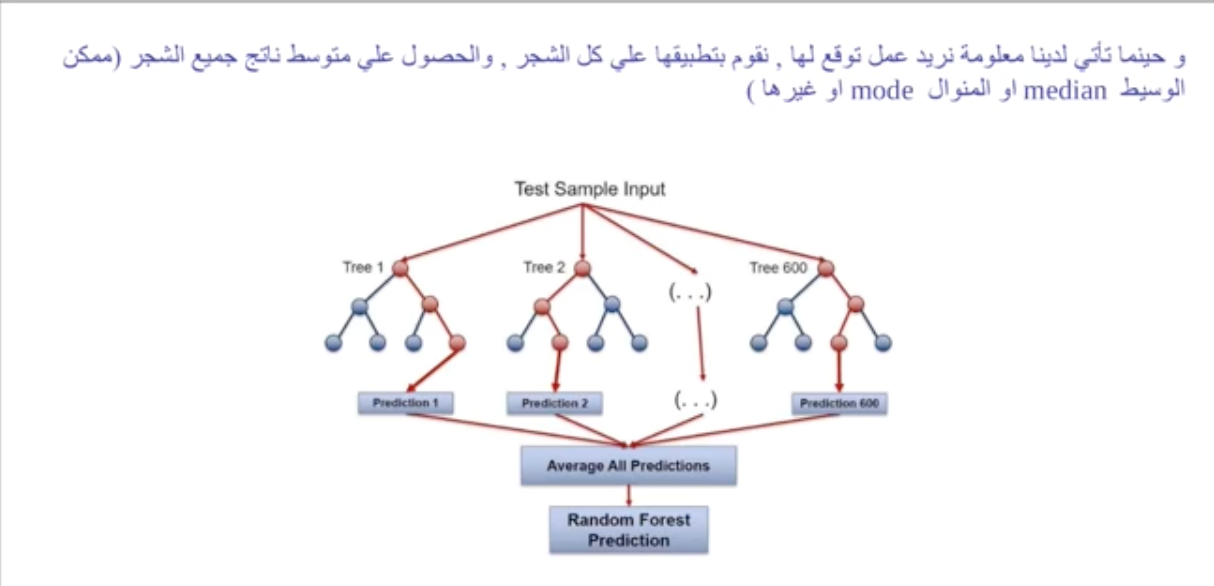 و حينما تأتي لدينا معلومة نريد عمل توقع لها , نقوم بتطبيقها علي كل الشجر , والحصول علي متوسط ناتج جميع الشجر (ممكن
الوسيط median او المنوال mode او غيرها )
Test Sample Input
Tree 1
Tree 2
(. . .)
Tree 600
Prediction 1
Prediction 2
(. . .)
Prediction 600
Average All Predictions
Random Forest
Prediction